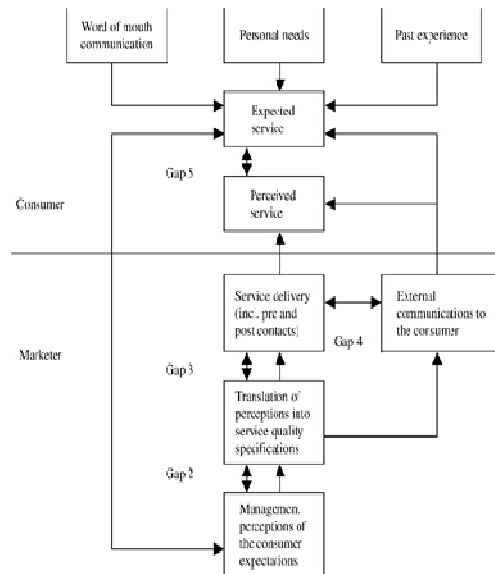 Word of mouth
communication
Personal needs
Past experience
Expected
service
Gap 5
Perceived
service
Consumer
Service delivery
(inc., pre and
post contacts)
External
communications to
the consumer
Gap 4
Marketer
Gap 3
Translation of
perceptions into
service quality
specifications
Gap 2
Managemen,
perceptions of
the consumer
expectations